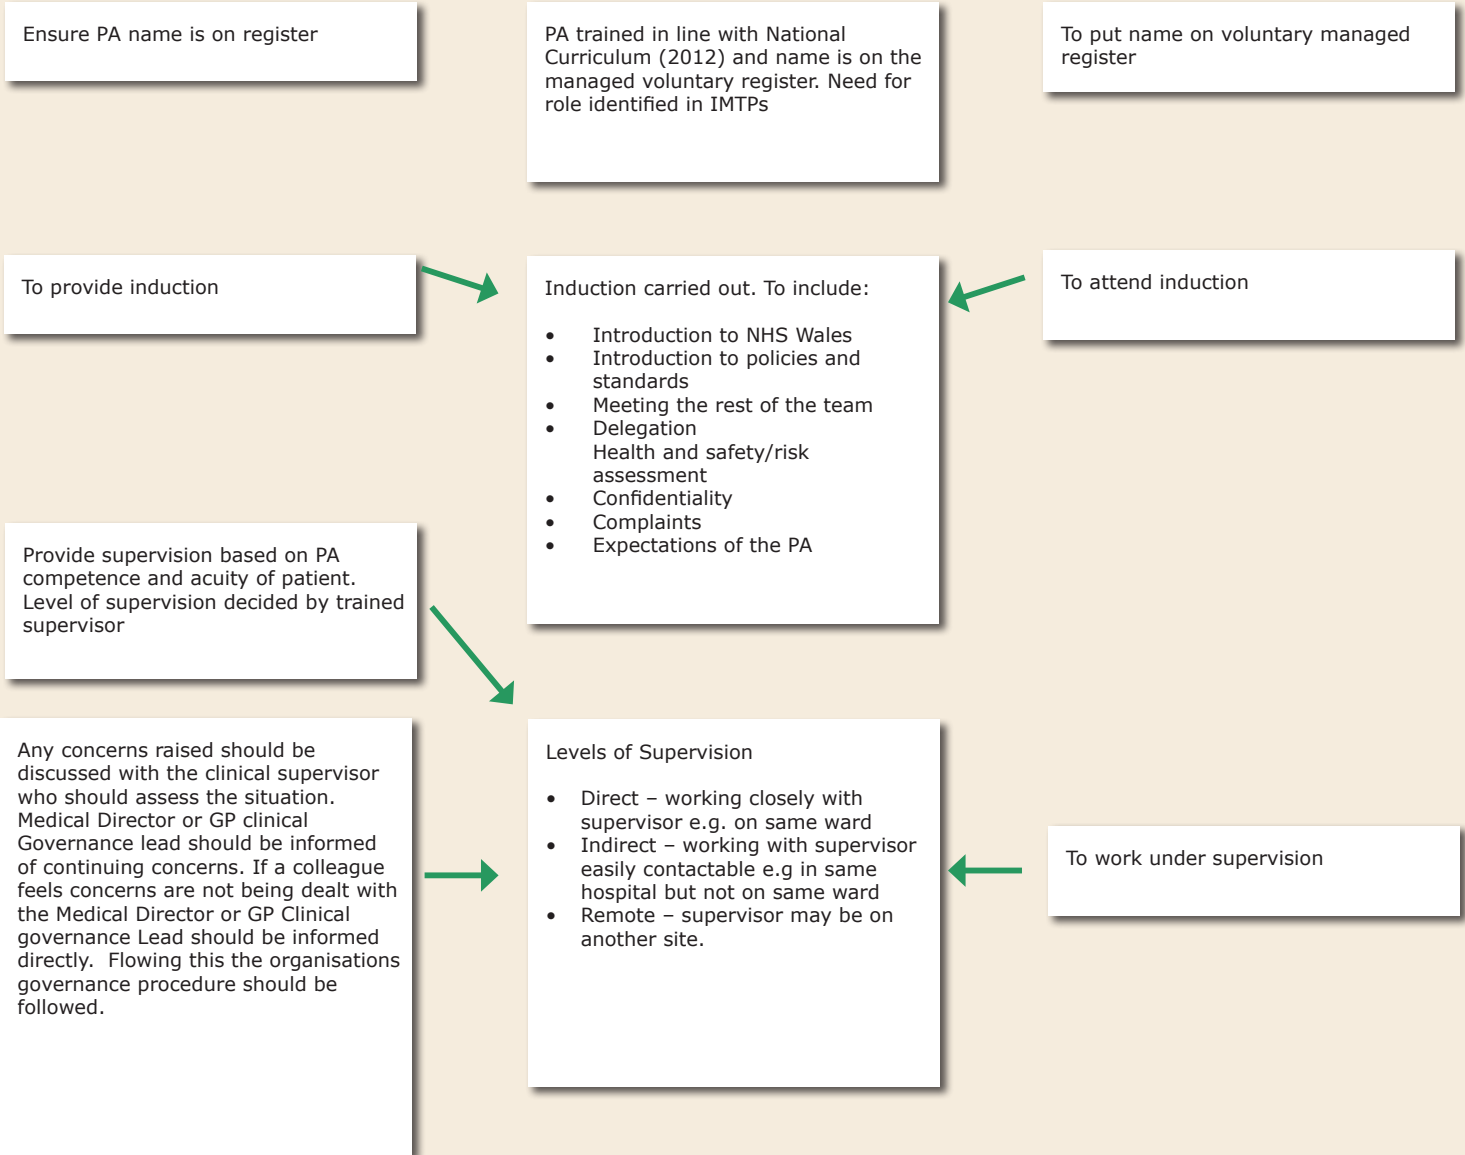 Ensure PA name is on register
PA trained in line with National
Curriculum (2012) and name is on the
managed voluntary register. Need for
role identified in IMTPs
To put name on voluntary managed
register
To provide induction
Induction carried out. To include:
• Introduction to NHS Wales
• Introduction to policies and
standards
• Meeting the rest of the team
• Delegation
Health and safety/risk
assessment
• Confidentiality
• Complaints
• Expectations of the PA
To attend induction
Provide supervision based on PA
competence and acuity of patient.
Level of supervision decided by trained
supervisor
Any concerns raised should be
discussed with the clinical supervisor
who should assess the situation.
Medical Director or GP clinical
Governance lead should be informed
of continuing concerns. If a colleague
feels concerns are not being dealt with
the Medical Director or GP Clinical
governance Lead should be informed
directly.  Flowing this the organisations
governance procedure should be
followed.
Levels of Supervision
• Direct – working closely with
supervisor e.g. on same ward
• Indirect – working with supervisor
easily contactable e.g in same
hospital but not on same ward
• Remote – supervisor may be on
another site.
To work under supervision